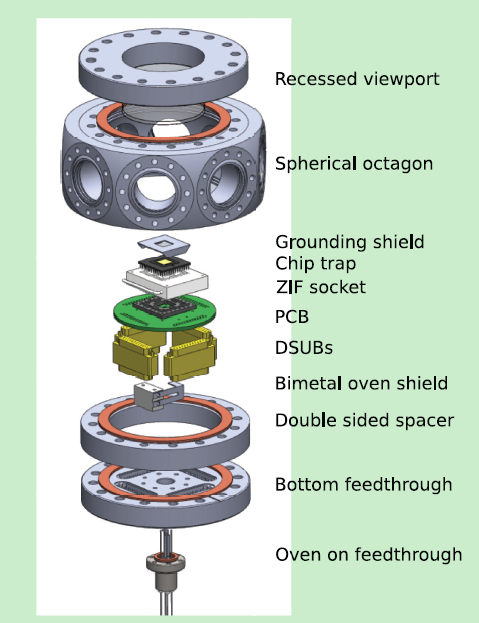 Recessed viewport
Spherical octagon
Grounding shield
Chip trap
ZIF socket
PCB
DSUBs
Bimetal oven shield
Double sided spacer
Bottom feedthrough
Oven on feedthrough